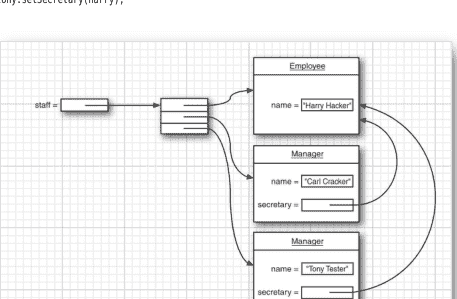 tony.setSecretary(harry);
Employee
staff =
name = "Harry Hacker"
Manager
name = "Carl Cracker"
secretary =
Manager
name = "Tony Tester"
secretary =